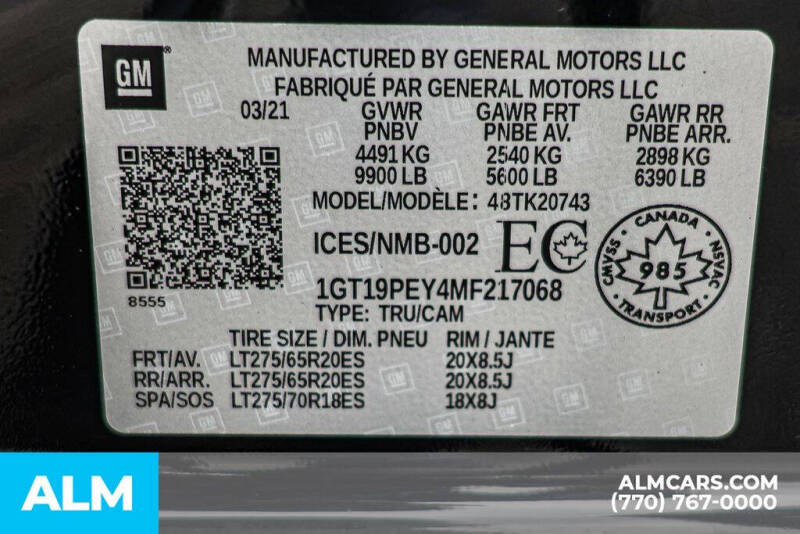 GM
MANUFACTURED BY GENERAL MOTORS LLC
FABRIQUÉ PAR GENERAL MOTORS LLC
03/21 GVWR GAWR FRT GAWR RR
PNBV PNBE AV. PNBE ARR.
4491 KG 2540 KG 2898 KG
9900 LB 5600 LB 6390 LB
MODEL/MODÈLE: 48TK20743
ICES/NMB-002 EC
CANADA
CMVSS 985 NSVAC
TRANSPORT
8555
1GT19PEY4MF217068
TYPE: TRU/CAM
TIRE SIZE / DIM. PNEU RIM / JANTE
FRT/AV. LT275/65R20ES 20X8.5J
RR/ARR. LT275/65R20ES 20X8.5J
SPA/SOS LT275/70R18ES 18X8J
ALM
ALMCARS.COM
(770) 767-0000